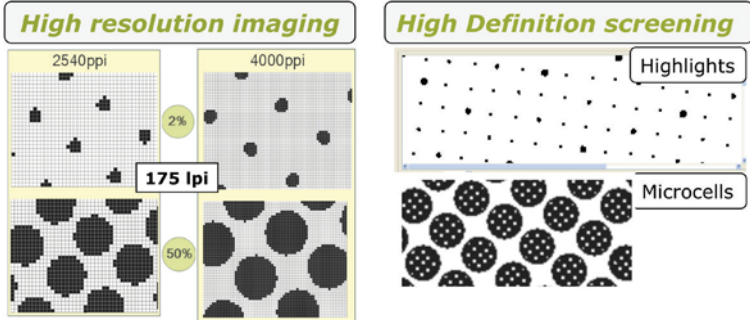 High resolution imaging
2540ppi
4000ppi
2%
175 lpi
50%
High Definition screening
Highlights
Microcells